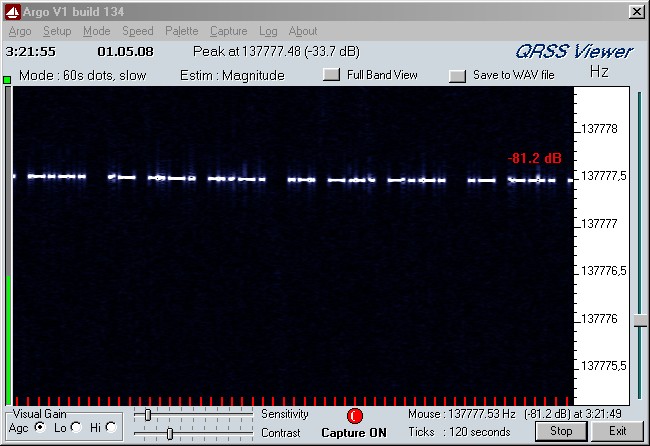 Argo V1 build 134
Argo Setup Mode Speed Palette Capture Log About
3:21:55 01.05.08 Peak at 137777.48 (-33.7 dB) QRSS Viewer
Mode : 60s dots, slow Estim : Magnitude Full Band View Save to WAV file Hz
137778
-81.2 dB
137777,5
137777
137776,5
137776
137775,5
Visual Gain Sensitivity Mouse : 137777.53 Hz (-81.2 dB) at 3:21:49
Agc Lo Hi Contrast Capture ON Ticks : 120 seconds Stop Exit